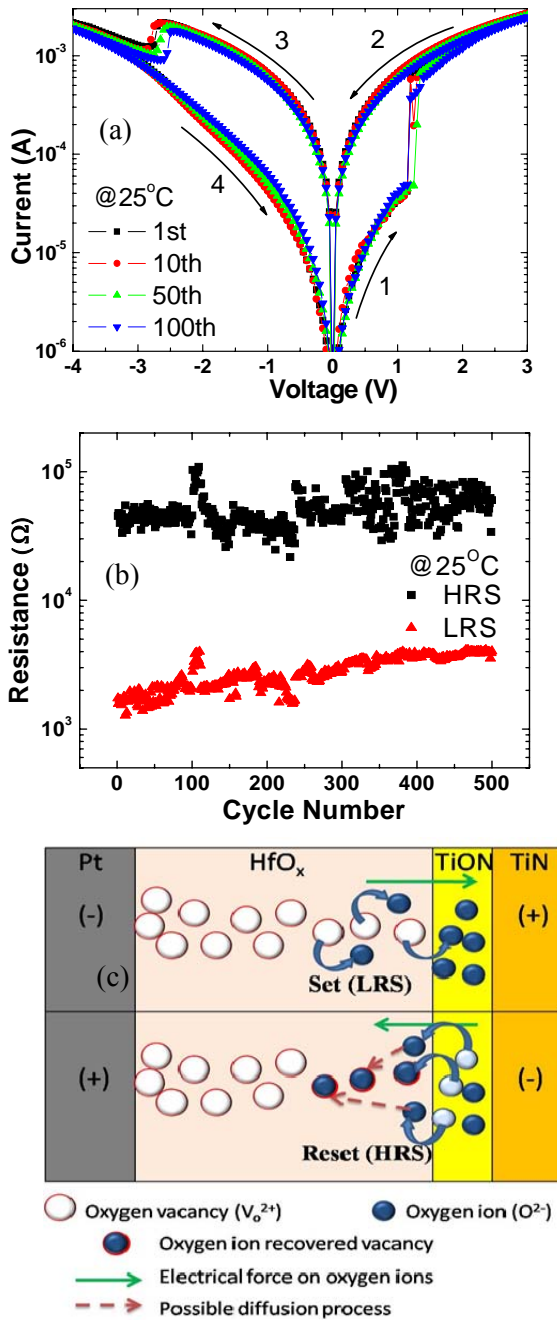 10⁻³
10⁻⁴
10⁻⁵
10⁻⁶
Current (A)
(a)
3
2
4
1
@25°C
1st
10th
50th
100th
-4 -3 -2 -1 0 1 2 3
Voltage (V)
10⁵
10⁴
10³
Resistance (Ω)
(b)
@25°C
HRS
LRS
0 100 200 300 400 500
Cycle Number
Pt HfOₓ TiON TiN
(-) (+)
(c)
Set (LRS)
(+) (-)
Reset (HRS)
Oxygen vacancy (Vₒ²⁺) Oxygen ion (O²⁻)
Oxygen ion recovered vacancy
Electrical force on oxygen ions
Possible diffusion process